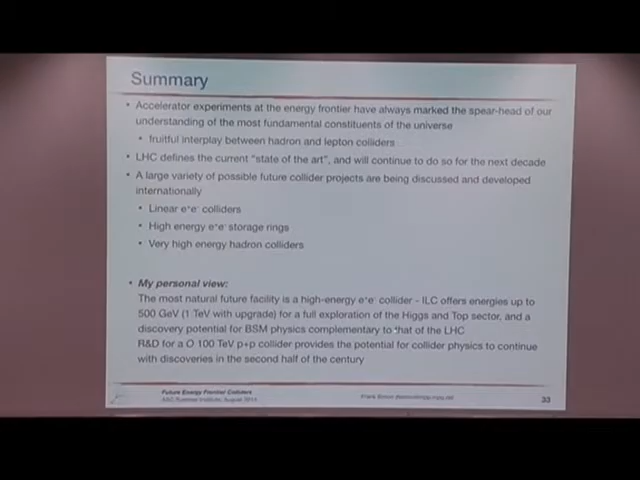 Summary
• Accelerator experiments at the energy frontier have always marked the spear-head of our
understanding of the most fundamental constituents of the universe
• fruitful interplay between hadron and lepton colliders
• LHC defines the current "state of the art", and will continue to do so for the next decade
• A large variety of possible future collider projects are being discussed and developed
internationally
• Linear e⁺e⁻ colliders
• High energy e⁺e⁻ storage rings
• Very high energy hadron colliders
• My personal view:
The most natural future facility is a high-energy e⁺e⁻ collider - ILC offers energies up to
500 GeV (1 TeV with upgrade) for a full exploration of the Higgs and Top sector, and a
discovery potential for BSM physics complementary to that of the LHC
R&D for a O 100 TeV p+p collider provides the potential for collider physics to continue
with discoveries in the second half of the century
Future Energy Frontier Colliders
Summer Institute, August
Frank
33